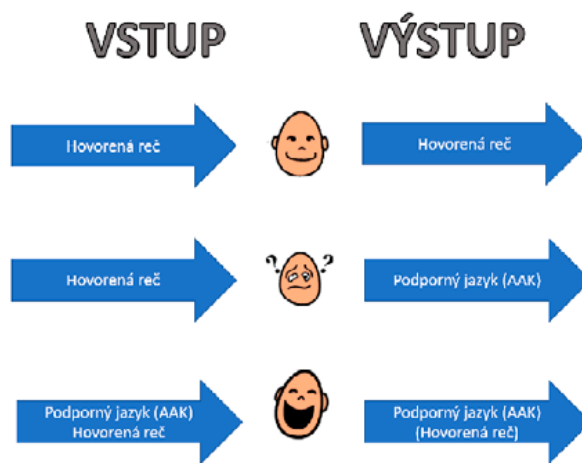 VSTUP VÝSTUP
Hovorená reč
Hovorená reč
Hovorená reč
? ?
Podporný jazyk (AAK)
Podporný jazyk (AAK)
Hovorená reč
Podporný jazyk (AAK)
(Hovorená reč)